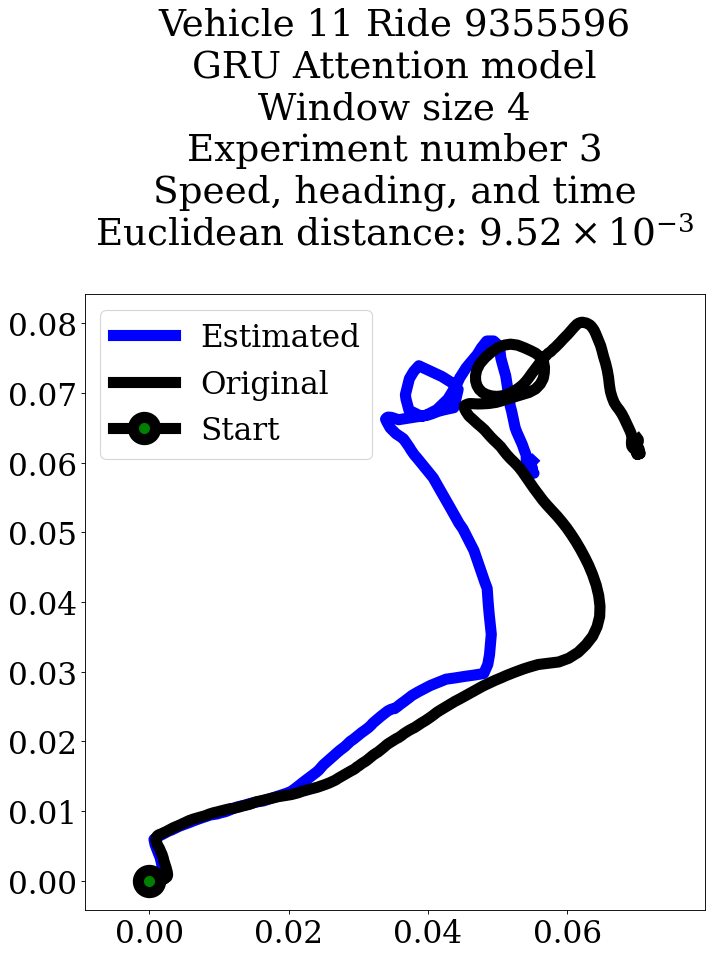 Vehicle 11 Ride 9355596
GRU Attention model
Window size 4
Experiment number 3
Speed, heading, and time
Euclidean distance: 9.52 × 10⁻³
Estimated
Original
Start
0.08
0.07
0.06
0.05
0.04
0.03
0.02
0.01
0.00
0.00 0.02 0.04 0.06